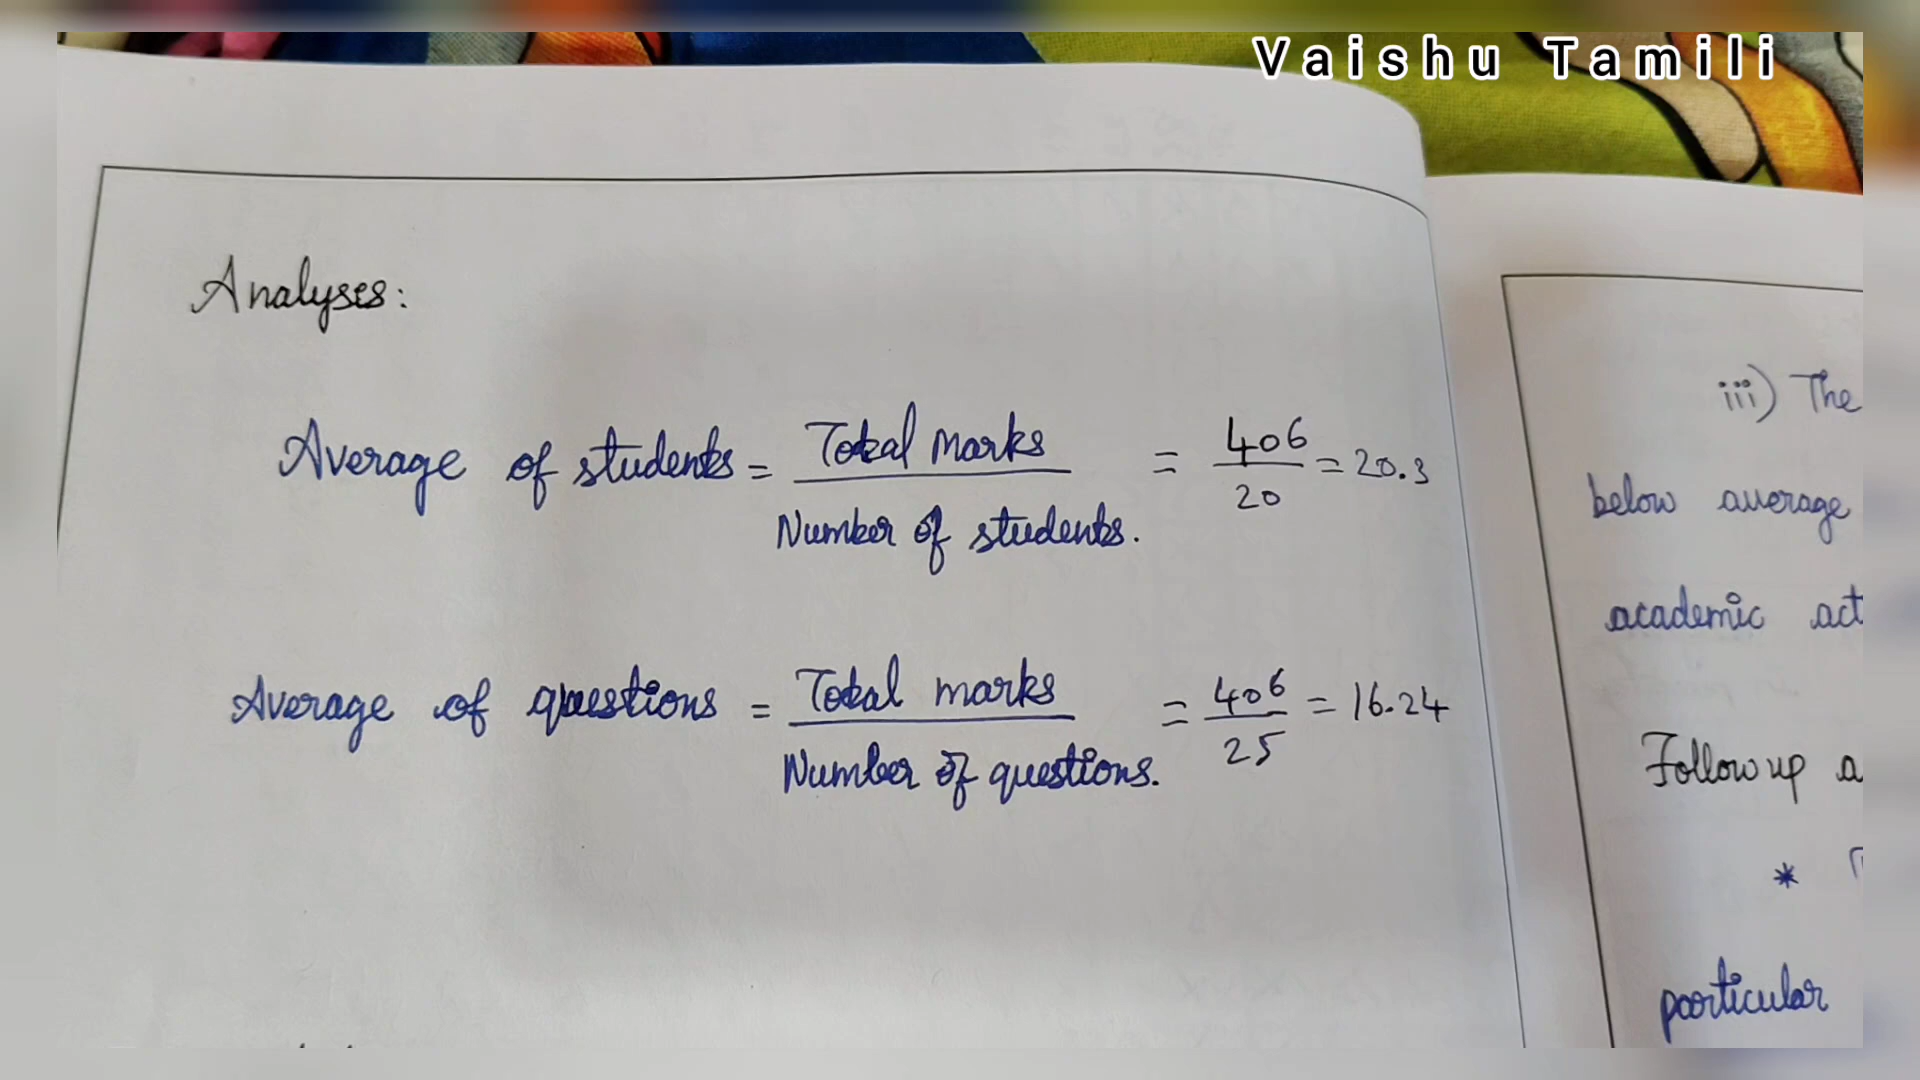 Vaishu Tamili
Analyses:
Average of students = Total marks / Number of students. = 406/20 = 20.3
Average of questions = Total marks / Number of questions. = 406/25 = 16.24
iii) The
below average
academic act
Follow up a
*
particular